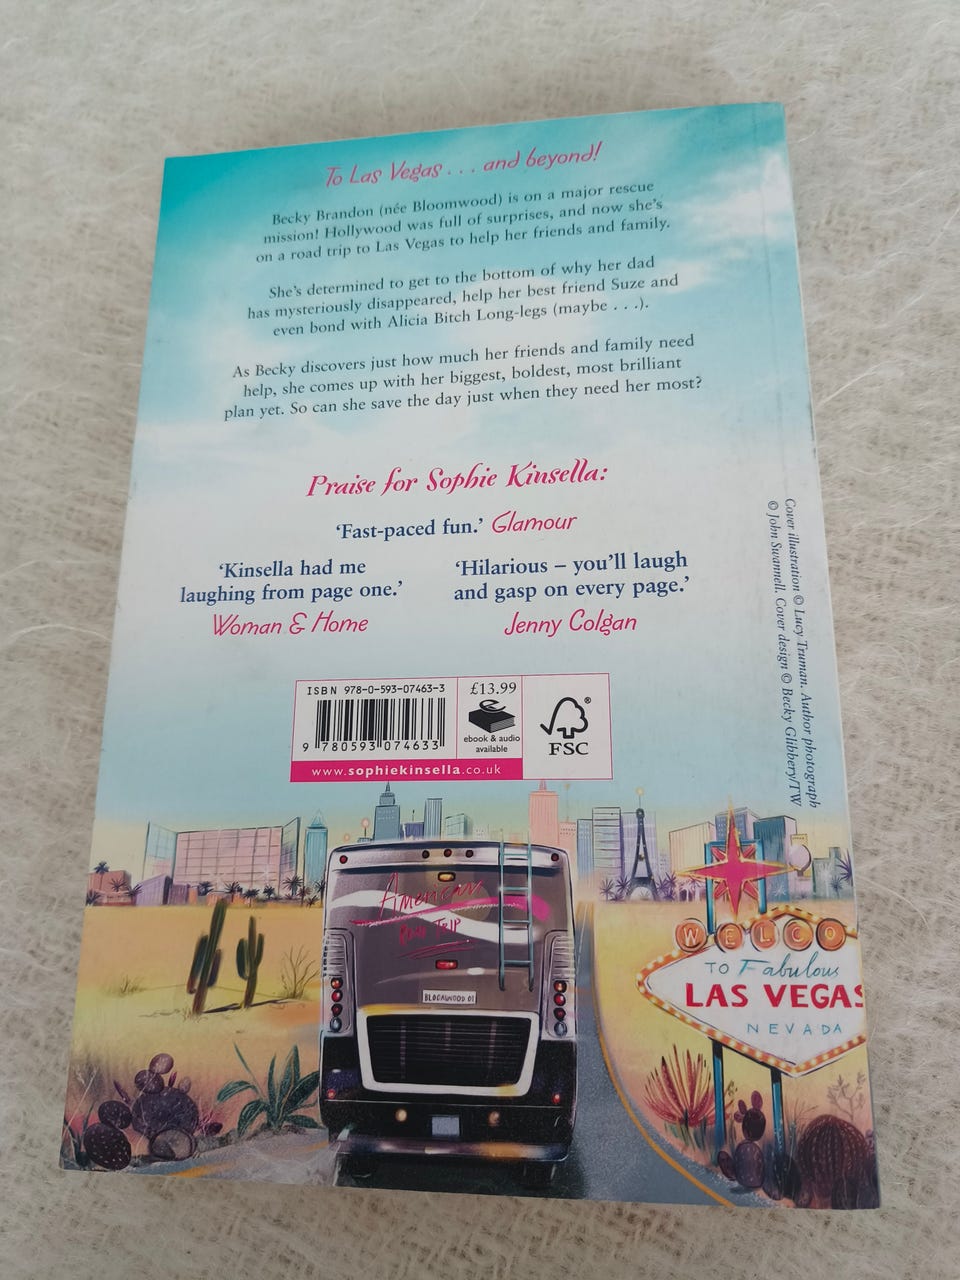 To Las Vegas . . . and beyond!
Becky Brandon (née Bloomwood) is on a major rescue
mission! Hollywood was full of surprises, and now she's
on a road trip to Las Vegas to help her friends and family.
She's determined to get to the bottom of why her dad
has mysteriously disappeared, help her best friend Suze and
even bond with Alicia Bitch Long-legs (maybe . . .).
As Becky discovers just how much her friends and family need
help, she comes up with her biggest, boldest, most brilliant
plan yet. So can she save the day just when they need her most?
Praise for Sophie Kinsella:
'Fast-paced fun.' Glamour
'Kinsella had me
laughing from page one.'
Woman & Home
'Hilarious – you'll laugh
and gasp on every page.'
Jenny Colgan
Cover illustration © Lucy Truman. Author photograph
© John Swannell. Cover design © Becky Glibbery/TW
ISBN 978-0-593-07463-3
9 780593 074633
£13.99
ebook & audio
available
FSC®
www.sophiekinsella.co.uk
American
Road Trip
BLOOMWOOD 01
WELCO
TO Fabulous
LAS VEGAS
NEVADA